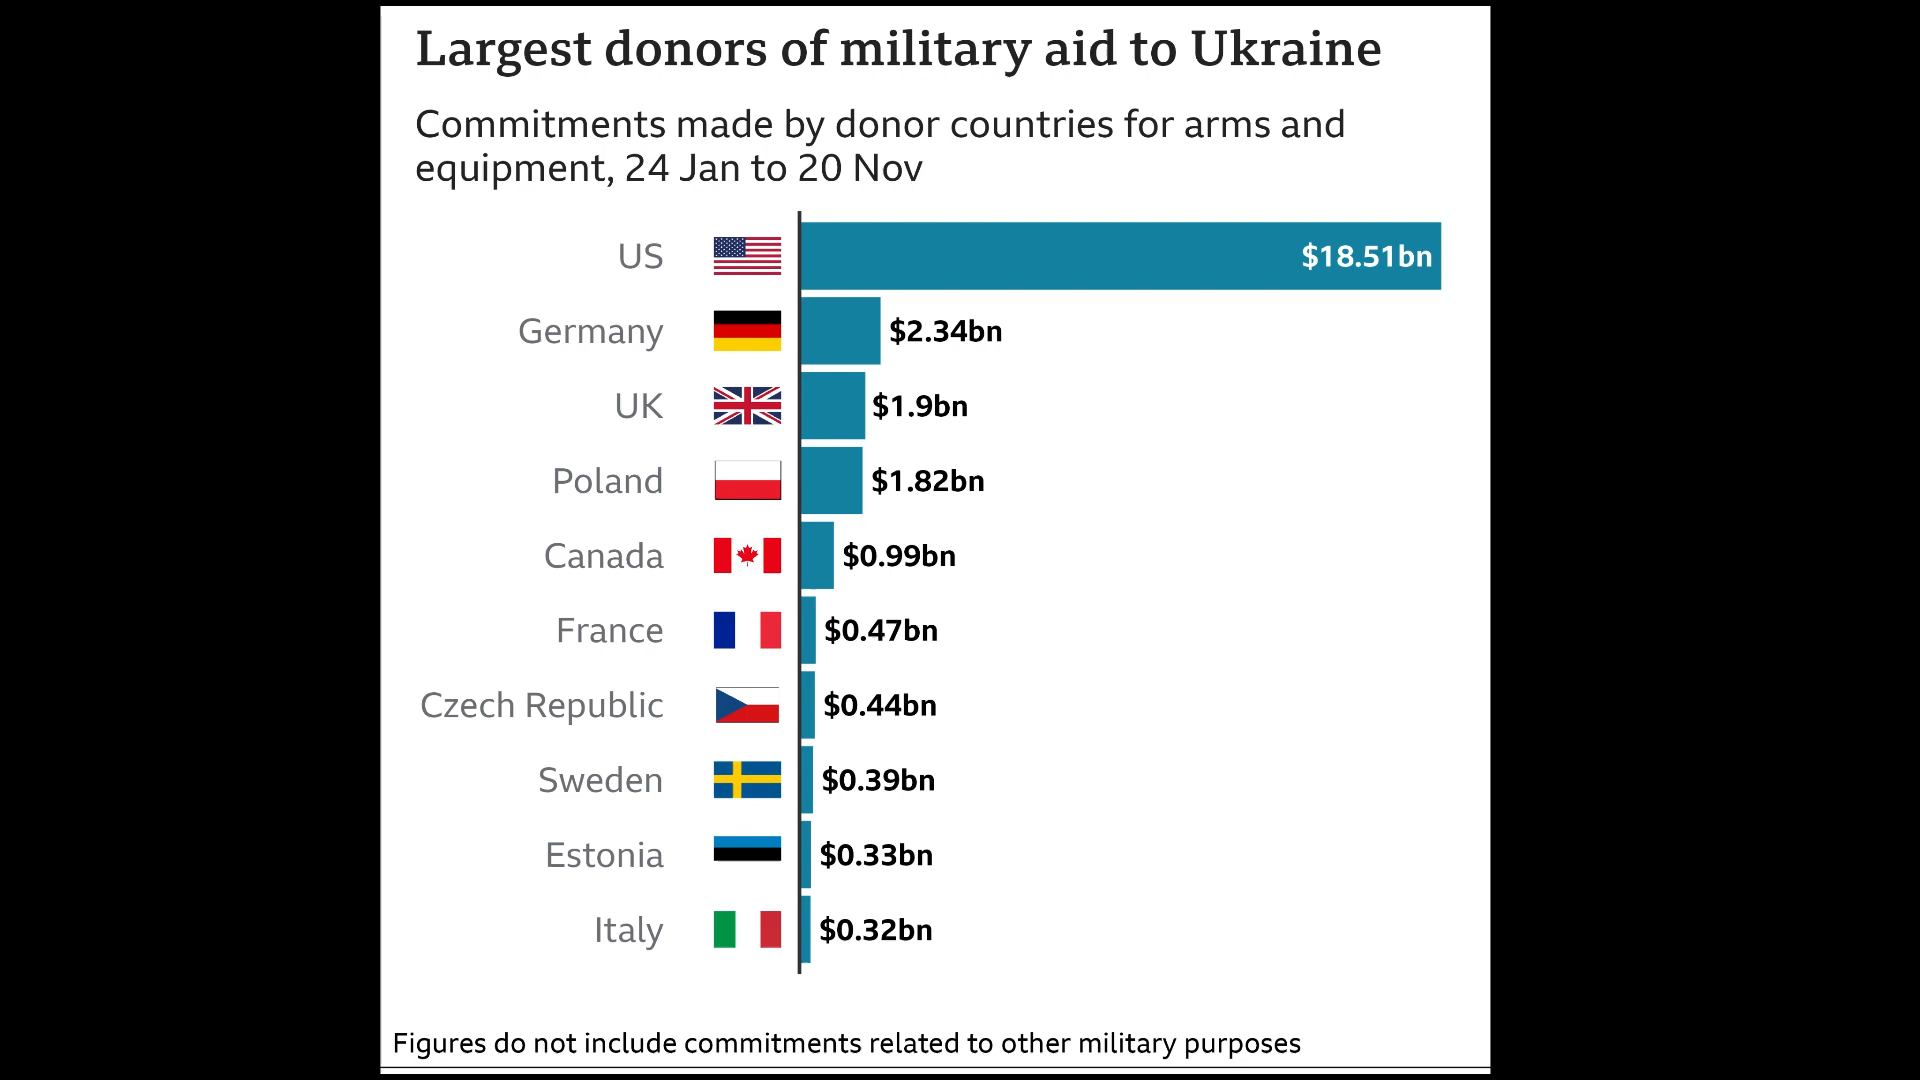 Largest donors of military aid to Ukraine
Commitments made by donor countries for arms and
equipment, 24 Jan to 20 Nov
US $18.51bn
Germany $2.34bn
UK $1.9bn
Poland $1.82bn
Canada $0.99bn
France $0.47bn
Czech Republic $0.44bn
Sweden $0.39bn
Estonia $0.33bn
Italy $0.32bn
Figures do not include commitments related to other military purposes